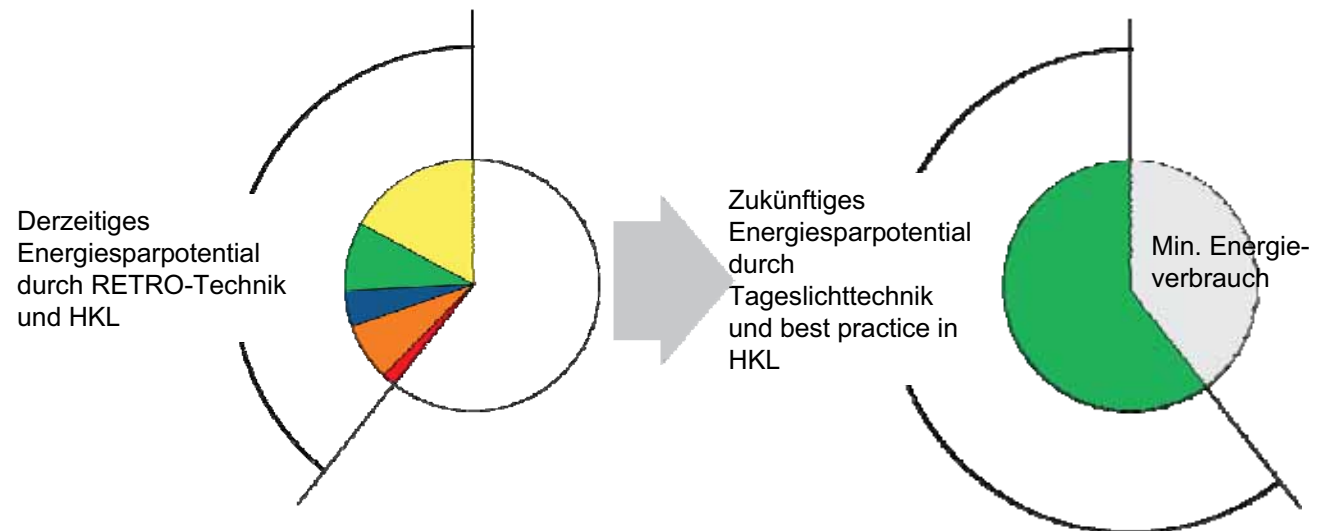 Derzeitiges
Energiesparpotential
durch RETRO-Technik
und HKL
Zukünftiges
Energiesparpotential
durch
Tageslichttechnik
und best practice in
HKL
Min. Energie-
verbrauch